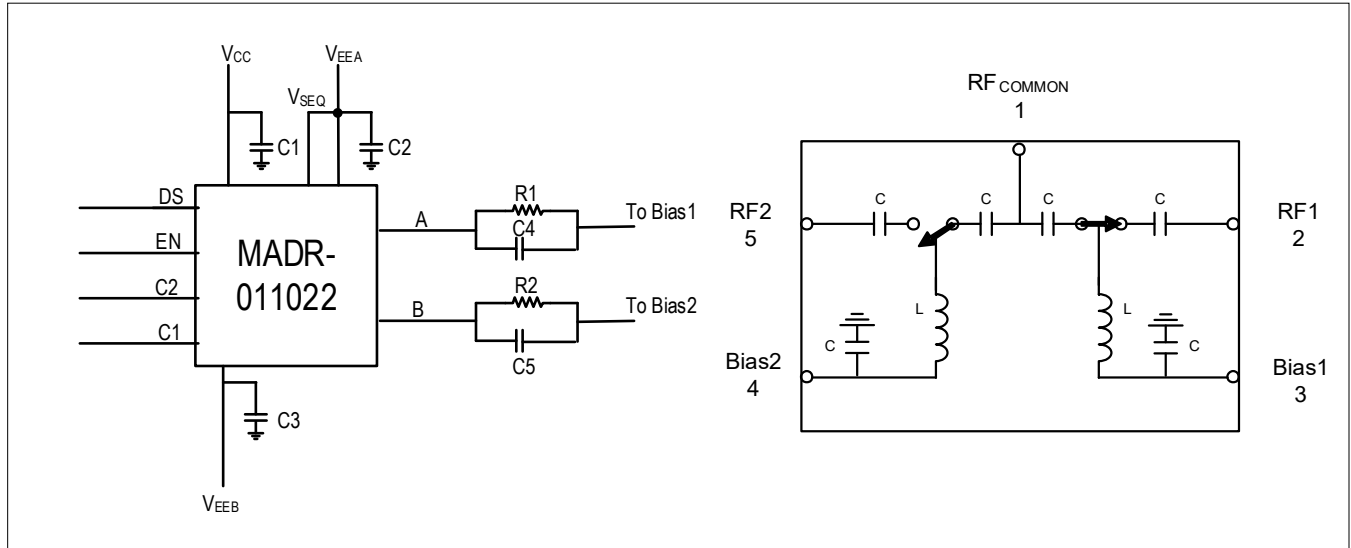 VCC
VEEA
VSEQ
C1
C2
DS
EN
C2
C1
MADR-
011022
A
R1
C4
To Bias1
B
R2
C5
To Bias2
C3
VEEB
RFCOMMON
1
RF2
5
C
C
C
C
RF1
2
L
L
C
C
Bias2
4
Bias1
3